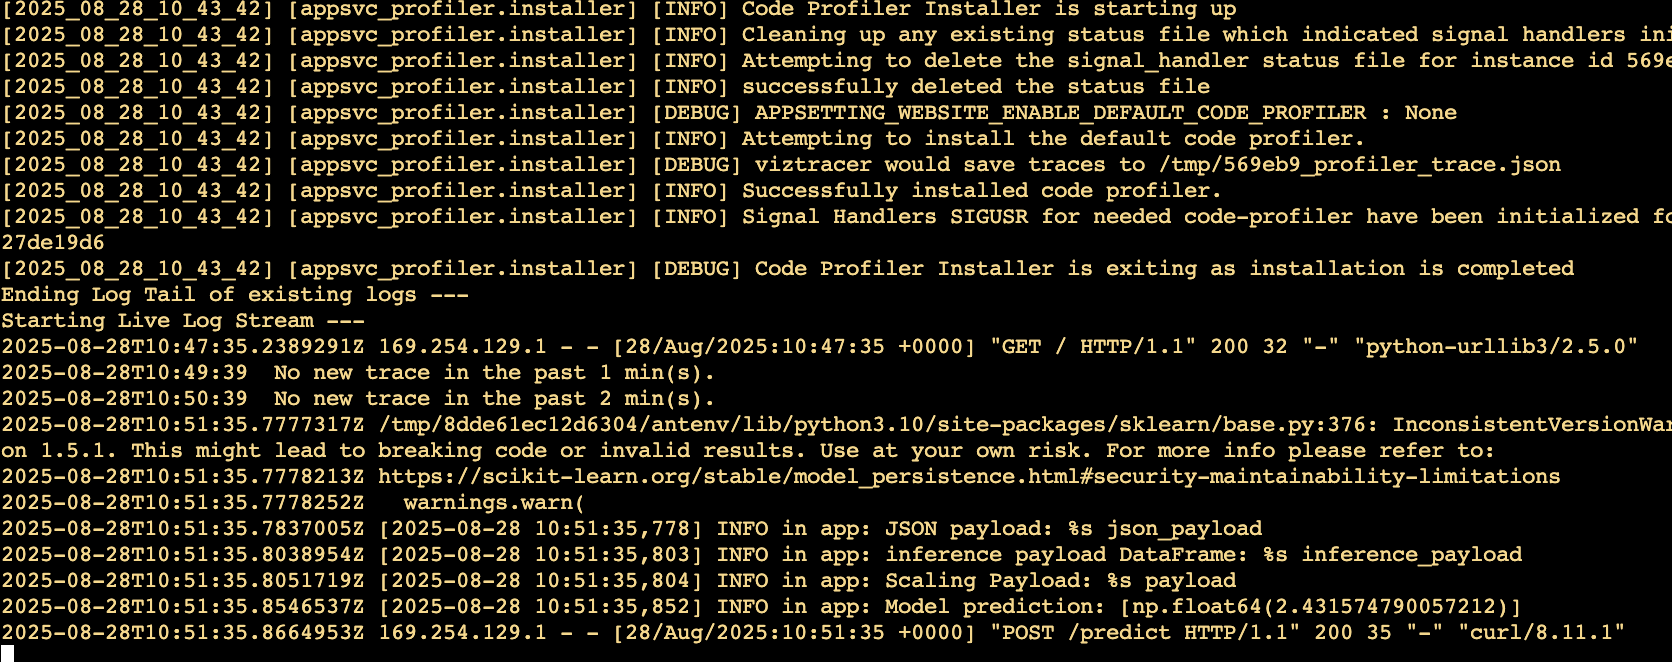 [2025_08_28_10_43_42] [appsvc_profiler.installer] [INFO] Code Profiler Installer is starting up
[2025_08_28_10_43_42] [appsvc_profiler.installer] [INFO] Cleaning up any existing status file which indicated signal handlers ini
[2025_08_28_10_43_42] [appsvc_profiler.installer] [INFO] Attempting to delete the signal_handler status file for instance id 569e
[2025_08_28_10_43_42] [appsvc_profiler.installer] [INFO] successfully deleted the status file
[2025_08_28_10_43_42] [appsvc_profiler.installer] [DEBUG] APPSETTING_WEBSITE_ENABLE_DEFAULT_CODE_PROFILER : None
[2025_08_28_10_43_42] [appsvc_profiler.installer] [INFO] Attempting to install the default code profiler.
[2025_08_28_10_43_42] [appsvc_profiler.installer] [DEBUG] viztracer would save traces to /tmp/569eb9_profiler_trace.json
[2025_08_28_10_43_42] [appsvc_profiler.installer] [INFO] Successfully installed code profiler.
[2025_08_28_10_43_42] [appsvc_profiler.installer] [INFO] Signal Handlers SIGUSR for needed code-profiler have been initialized fo
27de19d6
[2025_08_28_10_43_42] [appsvc_profiler.installer] [DEBUG] Code Profiler Installer is exiting as installation is completed
Ending Log Tail of existing logs ---
Starting Live Log Stream ---
2025-08-28T10:47:35.2389291Z 169.254.129.1 - - [28/Aug/2025:10:47:35 +0000] "GET / HTTP/1.1" 200 32 "-" "python-urllib3/2.5.0"
2025-08-28T10:49:39  No new trace in the past 1 min(s).
2025-08-28T10:50:39  No new trace in the past 2 min(s).
2025-08-28T10:51:35.7777317Z /tmp/8dde61ec12d6304/antenv/lib/python3.10/site-packages/sklearn/base.py:376: InconsistentVersionWar
on 1.5.1. This might lead to breaking code or invalid results. Use at your own risk. For more info please refer to:
2025-08-28T10:51:35.7778213Z https://scikit-learn.org/stable/model_persistence.html#security-maintainability-limitations
2025-08-28T10:51:35.7778252Z   warnings.warn(
2025-08-28T10:51:35.7837005Z [2025-08-28 10:51:35,778] INFO in app: JSON payload: %s json_payload
2025-08-28T10:51:35.8038954Z [2025-08-28 10:51:35,803] INFO in app: inference payload DataFrame: %s inference_payload
2025-08-28T10:51:35.8051719Z [2025-08-28 10:51:35,804] INFO in app: Scaling Payload: %s payload
2025-08-28T10:51:35.8546537Z [2025-08-28 10:51:35,852] INFO in app: Model prediction: [np.float64(2.431574790057212)]
2025-08-28T10:51:35.8664953Z 169.254.129.1 - - [28/Aug/2025:10:51:35 +0000] "POST /predict HTTP/1.1" 200 35 "-" "curl/8.11.1"